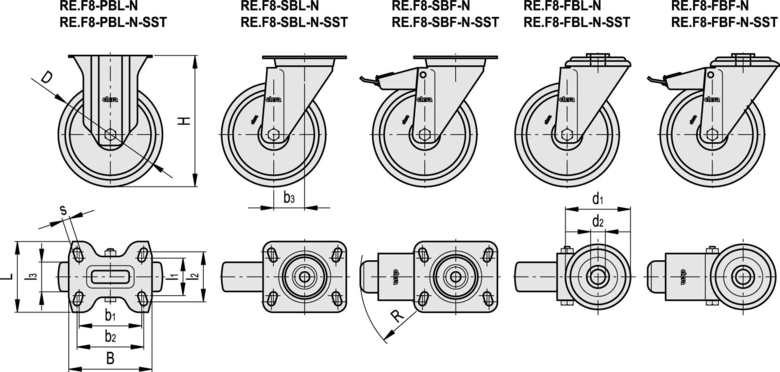 RE.F8-PBL-N
RE.F8-PBL-N-SST
RE.F8-SBL-N
RE.F8-SBL-N-SST
RE.F8-SBF-N
RE.F8-SBF-N-SST
RE.F8-FBL-N
RE.F8-FBL-N-SST
RE.F8-FBF-N
RE.F8-FBF-N-SST
D
H
elesa
elesa
elesa
elesa
elesa
b3
s
L
l3
l1
l2
b1
b2
B
R
d1
d2